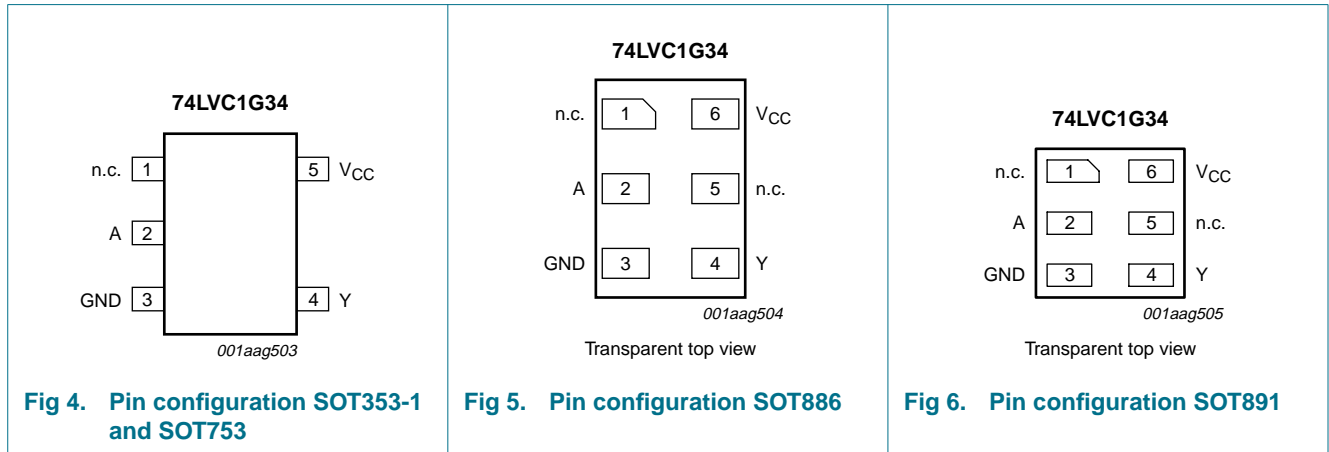 74LVC1G34
n.c. 1
5 VCC
A 2
GND 3
4 Y
001aag503
Fig 4. Pin configuration SOT353-1
and SOT753
74LVC1G34
n.c. 1 6 VCC
A 2 5 n.c.
GND 3 4 Y
001aag504
Transparent top view
Fig 5. Pin configuration SOT886
74LVC1G34
n.c. 1 6 VCC
A 2 5 n.c.
GND 3 4 Y
001aag505
Transparent top view
Fig 6. Pin configuration SOT891